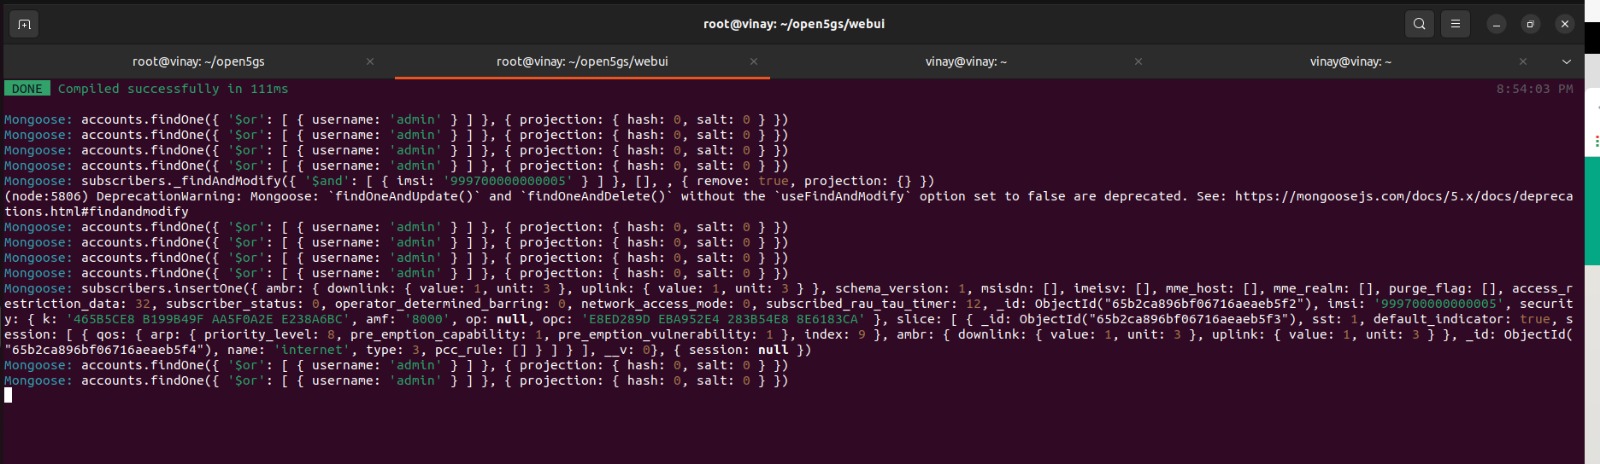 root@vinay: ~/open5gs/webui
root@vinay: ~/open5gs
root@vinay: ~/open5gs/webui
vinay@vinay: ~
vinay@vinay: ~
DONE Compiled successfully in 111ms 8:54:03 PM
Mongoose: accounts.findOne({ '$or': [ { username: 'admin' } ] }, { projection: { hash: 0, salt: 0 } })
Mongoose: accounts.findOne({ '$or': [ { username: 'admin' } ] }, { projection: { hash: 0, salt: 0 } })
Mongoose: accounts.findOne({ '$or': [ { username: 'admin' } ] }, { projection: { hash: 0, salt: 0 } })
Mongoose: accounts.findOne({ '$or': [ { username: 'admin' } ] }, { projection: { hash: 0, salt: 0 } })
Mongoose: subscribers._findAndModify({ '$and': [ { imsi: '999700000000005' } ] }, [], , { remove: true, projection: {} })
(node:5806) DeprecationWarning: Mongoose: `findOneAndUpdate()` and `findOneAndDelete()` without the `useFindAndModify` option set to false are deprecated. See: https://mongoosejs.com/docs/5.x/docs/depreca
tions.html#findandmodify
Mongoose: accounts.findOne({ '$or': [ { username: 'admin' } ] }, { projection: { hash: 0, salt: 0 } })
Mongoose: accounts.findOne({ '$or': [ { username: 'admin' } ] }, { projection: { hash: 0, salt: 0 } })
Mongoose: accounts.findOne({ '$or': [ { username: 'admin' } ] }, { projection: { hash: 0, salt: 0 } })
Mongoose: accounts.findOne({ '$or': [ { username: 'admin' } ] }, { projection: { hash: 0, salt: 0 } })
Mongoose: subscribers.insertOne({ ambr: { downlink: { value: 1, unit: 3 }, uplink: { value: 1, unit: 3 } }, schema_version: 1, msisdn: [], imeisv: [], mme_host: [], mme_realm: [], purge_flag: [], access_r
estriction_data: 32, subscriber_status: 0, operator_determined_barring: 0, network_access_mode: 0, subscribed_rau_tau_timer: 12, _id: ObjectId("65b2ca896bf06716aeaeb5f2"), imsi: '999700000000005', securi
ty: { k: '465B5CE8 B199B49F AA5F0A2E E238A6BC', amf: '8000', op: null, opc: 'E8ED289D EBA952E4 283B54E8 8E6183CA' }, slice: [ { _id: ObjectId("65b2ca896bf06716aeaeb5f3"), sst: 1, default_indicator: true, s
ession: [ { qos: { arp: { priority_level: 8, pre_emption_capability: 1, pre_emption_vulnerability: 1 }, index: 9 }, ambr: { downlink: { value: 1, unit: 3 }, uplink: { value: 1, unit: 3 } }, _id: ObjectId(
"65b2ca896bf06716aeaeb5f4"), name: 'internet', type: 3, pcc_rule: [] } ] } ], __v: 0}, { session: null })
Mongoose: accounts.findOne({ '$or': [ { username: 'admin' } ] }, { projection: { hash: 0, salt: 0 } })
Mongoose: accounts.findOne({ '$or': [ { username: 'admin' } ] }, { projection: { hash: 0, salt: 0 } })